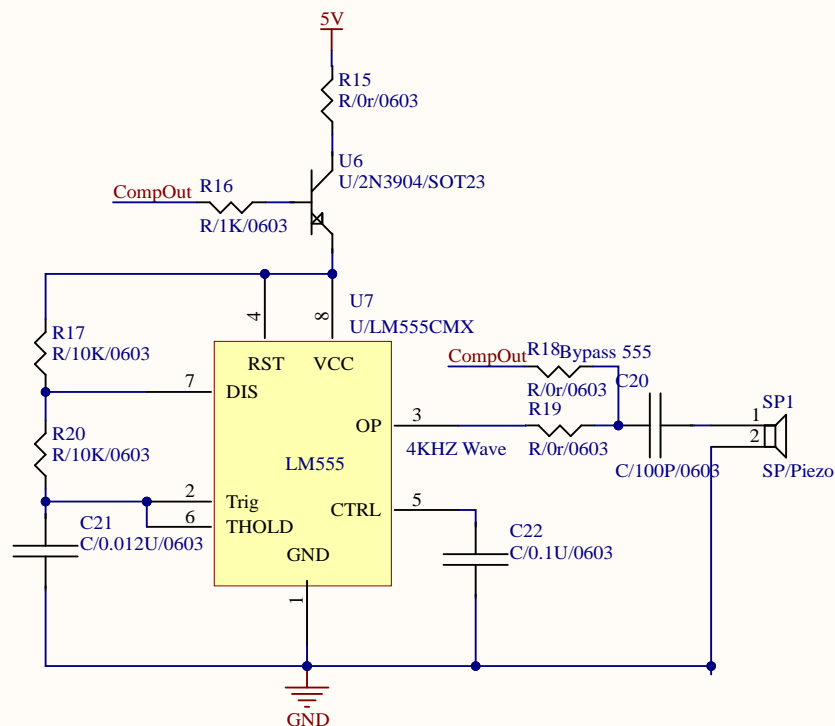 5V
R15
R/0r/0603
U6
U/2N3904/SOT23
CompOut
R16
R/1K/0603
U7
U/LM555CMX
4
8
RST
VCC
R17
R/10K/0603
7
DIS
CompOut
R18
Bypass 555
R/0r/0603
C20
R19
R/0r/0603
3
OP
4KHZ Wave
SP1
1
2
SP/Piezo
C/100P/0603
R20
R/10K/0603
LM555
2
Trig
6
THOLD
5
CTRL
C21
C/0.012U/0603
C22
C/0.1U/0603
GND
1
GND